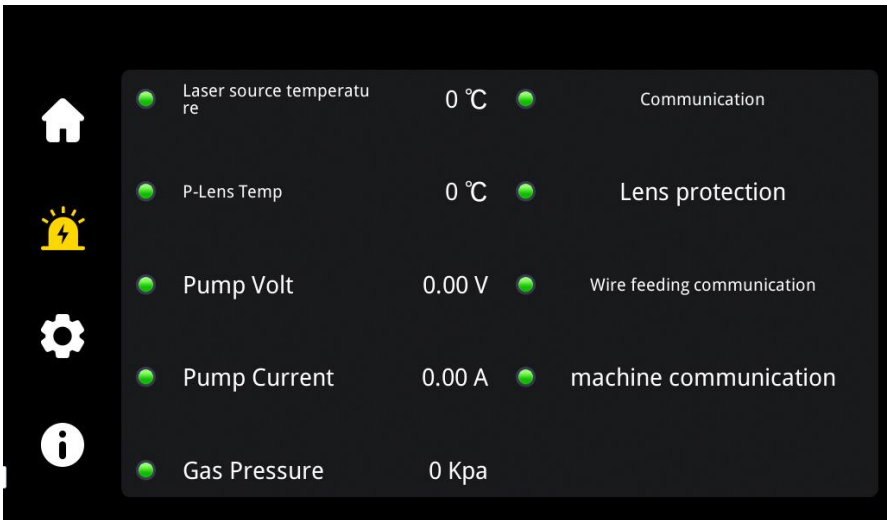 Laser source temperatu
re
0 ℃
Communication
P-Lens Temp
0 ℃
Lens protection
Pump Volt
0.00 V
Wire feeding communication
Pump Current
0.00 A
machine communication
Gas Pressure
0 Kpa